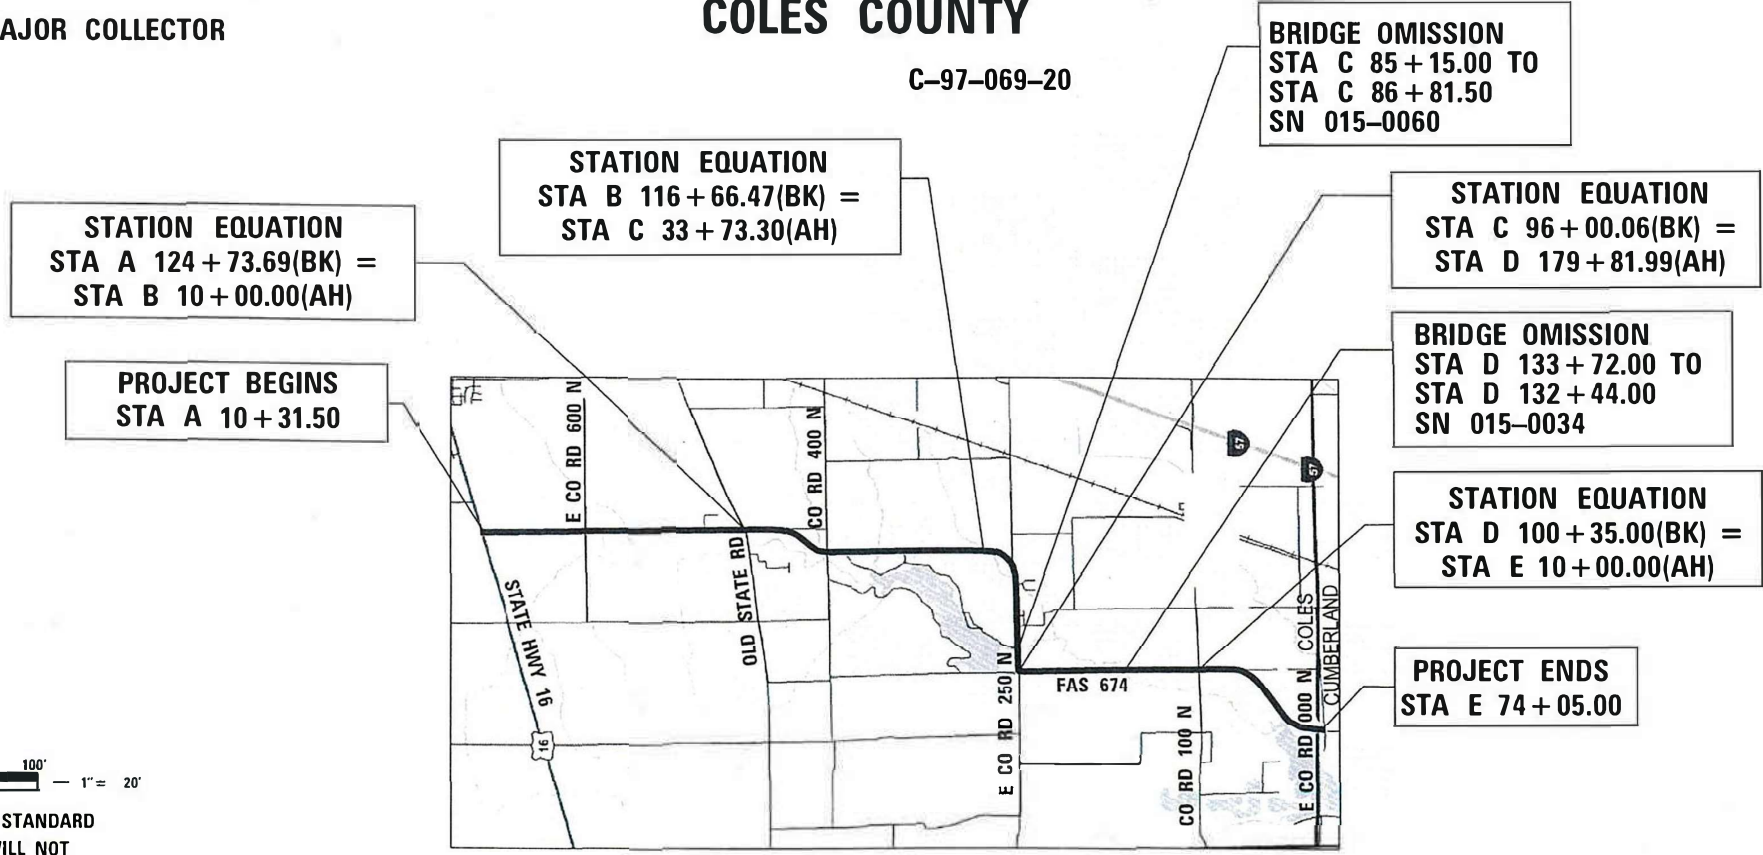 AJOR COLLECTOR
COLES COUNTY
C–97–069–20
BRIDGE OMISSION
STA C 85+15.00 TO
STA C 86+81.50
SN 015–0060
STATION EQUATION
STA B 116+66.47(BK) =
STA C 33+73.30(AH)
STATION EQUATION
STA C 96+00.06(BK) =
STA D 179+81.99(AH)
STATION EQUATION
STA A 124+73.69(BK) =
STA B 10+00.00(AH)
BRIDGE OMISSION
STA D 133+72.00 TO
STA D 132+44.00
SN 015–0034
PROJECT BEGINS
STA A 10+31.50
STATION EQUATION
STA D 100+35.00(BK) =
STA E 10+00.00(AH)
PROJECT ENDS
STA E 74+05.00
E CO RD 600 N
CO RD 400 N
57
57
OLD STATE RD
STATE HWY 16
16
E CO RD 250 N
FAS 674
CO RD 100 N
E CO RD 000 N
COLES
CUMBERLAND
100'
1"= 20'
STANDARD
ILL NOT